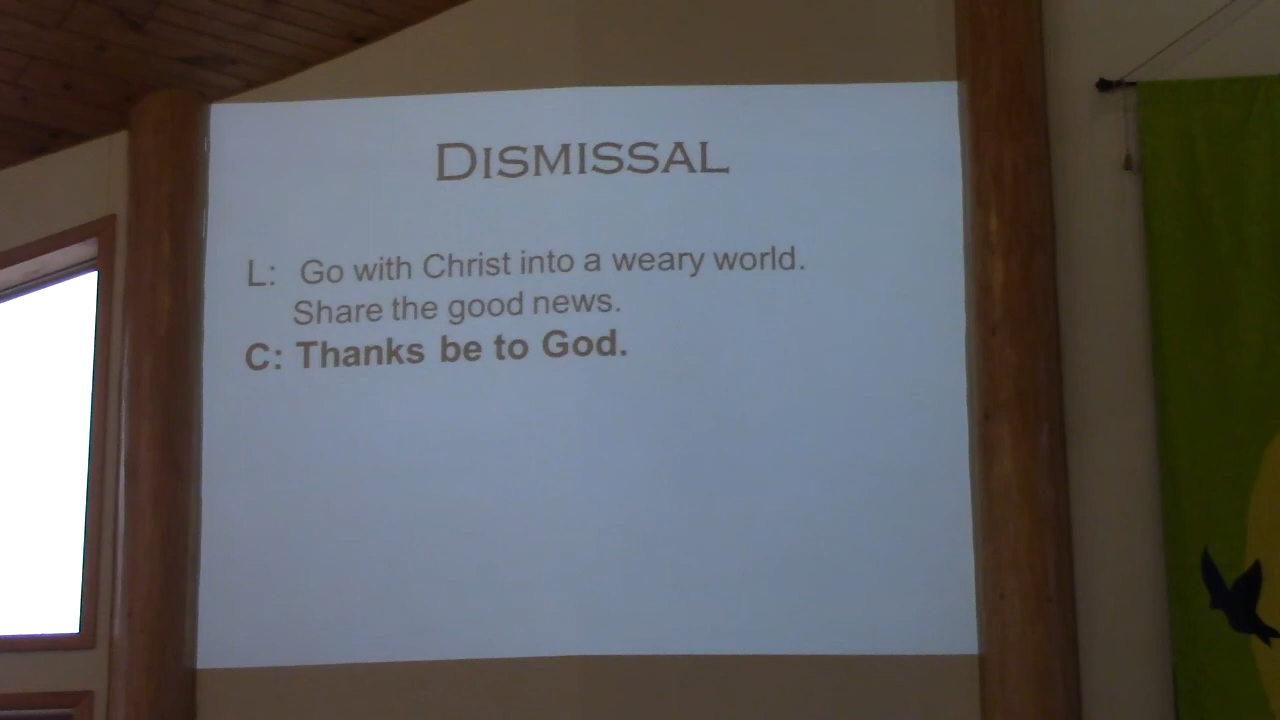 DISMISSAL
L: Go with Christ into a weary world.
Share the good news.
C: Thanks be to God.